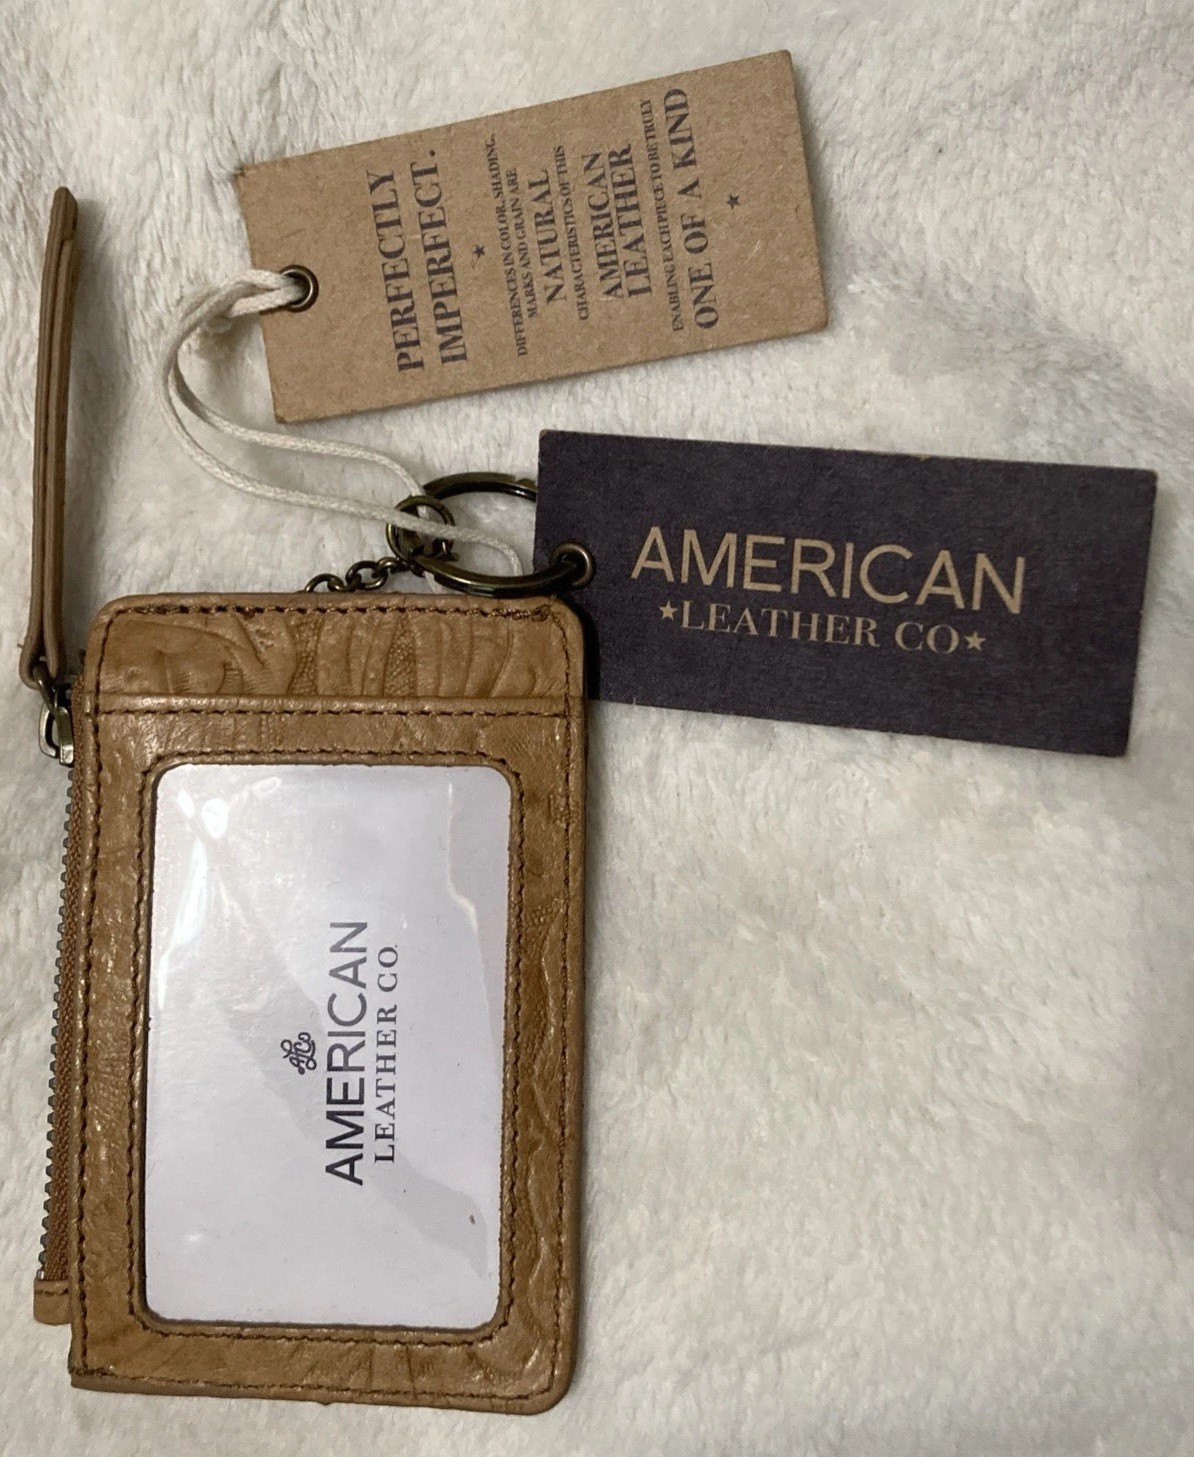 PERFECTLY
IMPERFECT.
DIFFERENCES IN COLOR, SHADING,
MARKS AND GRAIN ARE
NATURAL
CHARACTERISTICS OF THIS
AMERICAN
LEATHER
ENABLING EACH PIECE TO BE TRULY
ONE OF A KIND
AMERICAN
★LEATHER CO★
ALCo
AMERICAN
LEATHER CO.